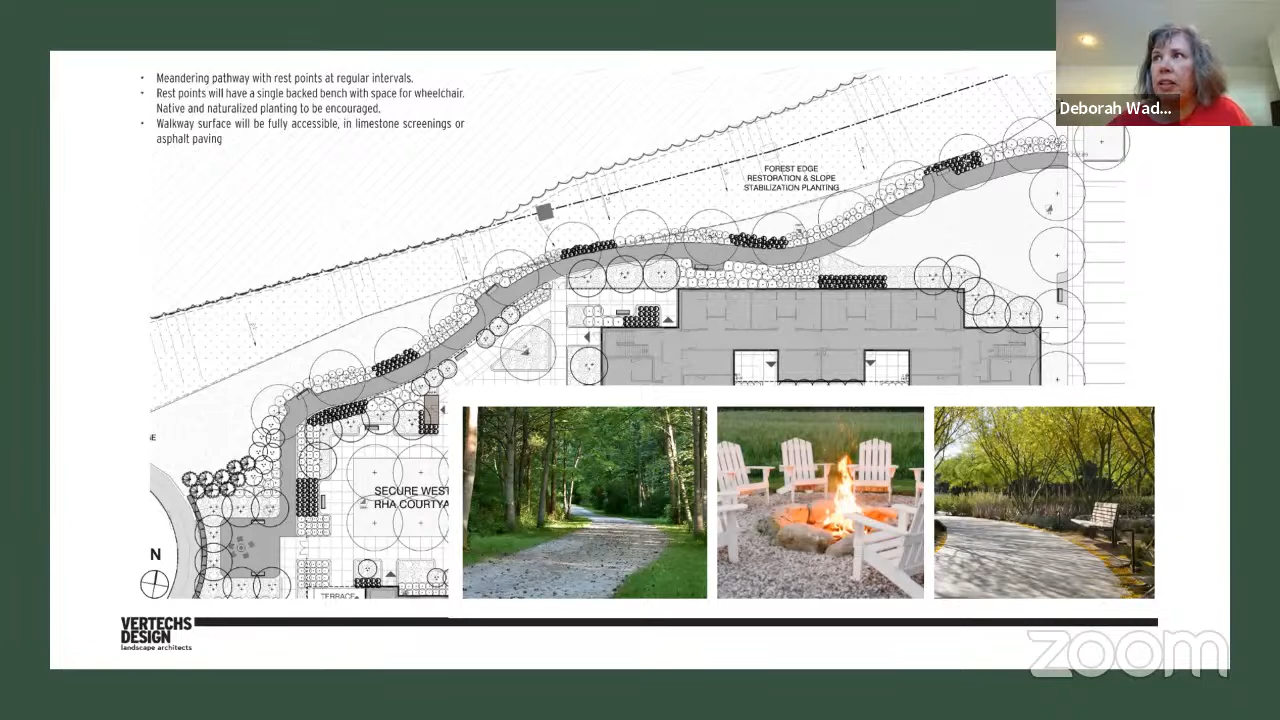 • Meandering pathway with rest points at regular intervals.
• Rest points will have a single backed bench with space for wheelchair.
Native and naturalized planting to be encouraged.
• Walkway surface will be fully accessible, in limestone screenings or
asphalt paving
Deborah Wad...
FOREST EDGE
RESTORATION & SLOPE
STABILIZATION PLANTING
SECURE WEST
RHA COURTYA
N
TERRACE
VERTECHS
DESIGN
landscape architects
zoom